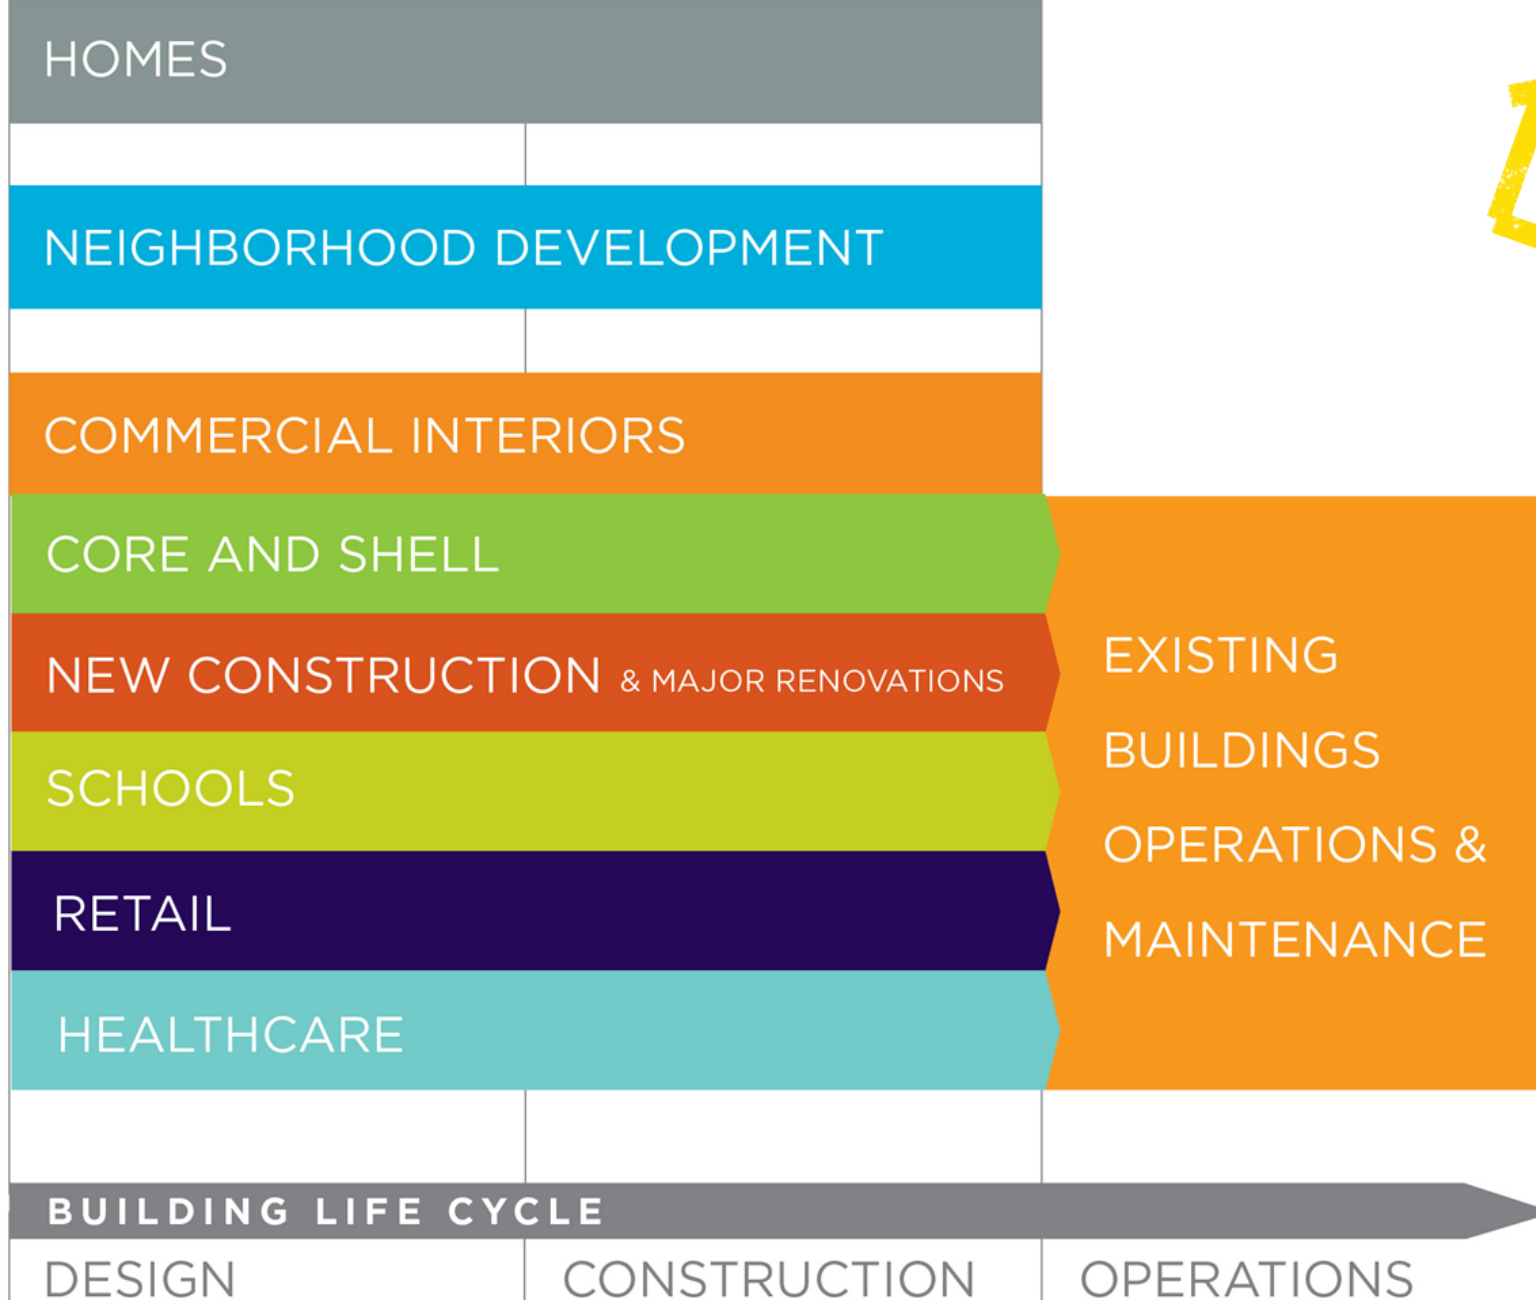 HOMES
NEIGHBORHOOD DEVELOPMENT
COMMERCIAL INTERIORS
CORE AND SHELL
NEW CONSTRUCTION & MAJOR RENOVATIONS
SCHOOLS
RETAIL
HEALTHCARE
EXISTING
BUILDINGS
OPERATIONS &
MAINTENANCE
BUILDING LIFE CYCLE
DESIGN
CONSTRUCTION
OPERATIONS